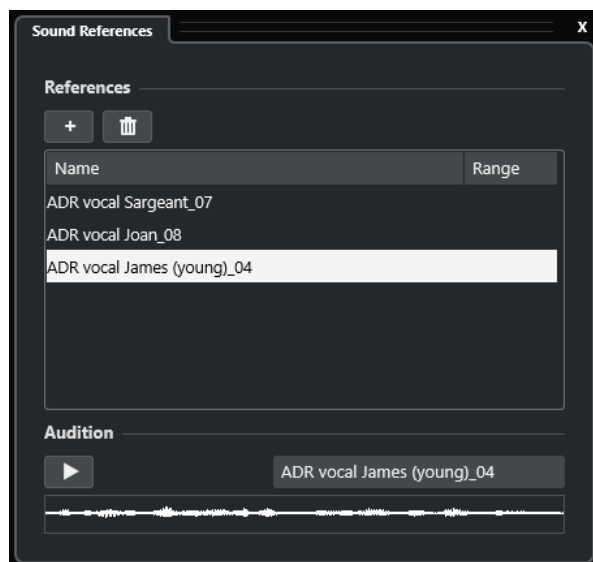 Sound References
X
References
+
Name Range
ADR vocal Sargeant_07
ADR vocal Joan_08
ADR vocal James (young)_04
Audition
ADR vocal James (young)_04